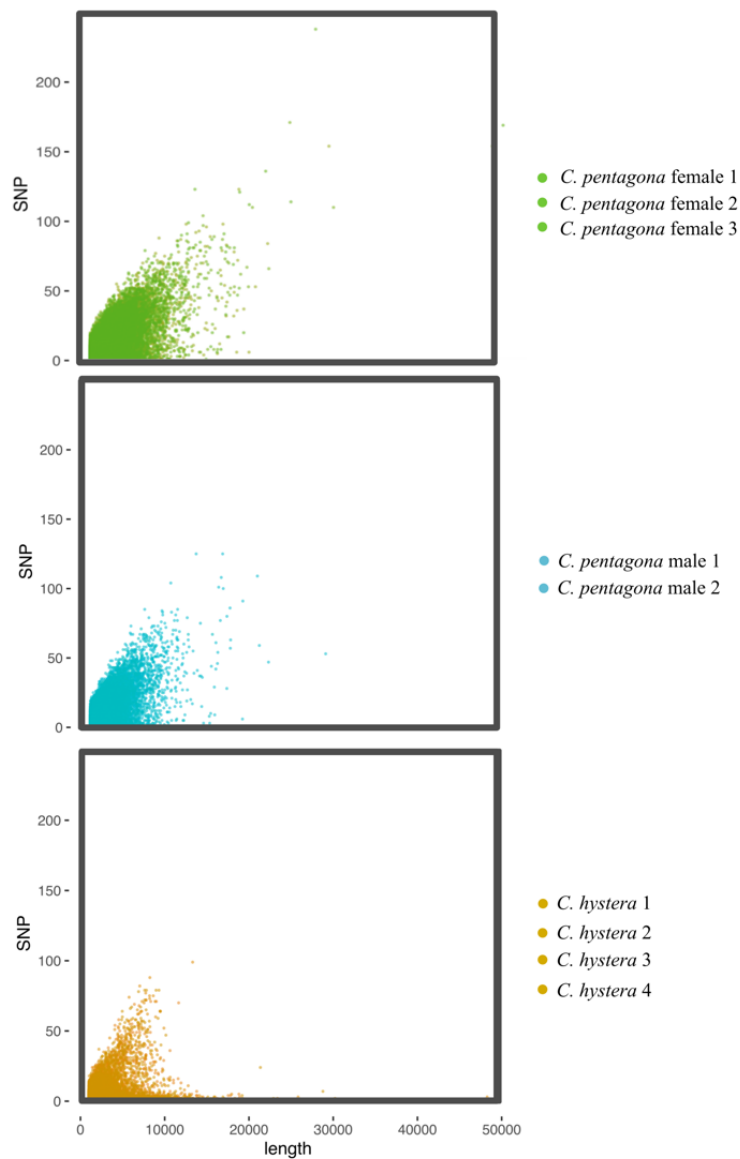 200
150
100
50
0
SNP
C. pentagona female 1
C. pentagona female 2
C. pentagona female 3
200
150
100
50
0
SNP
C. pentagona male 1
C. pentagona male 2
200
150
100
50
0
SNP
C. hystera 1
C. hystera 2
C. hystera 3
C. hystera 4
0 10000 20000 30000 40000 50000
length